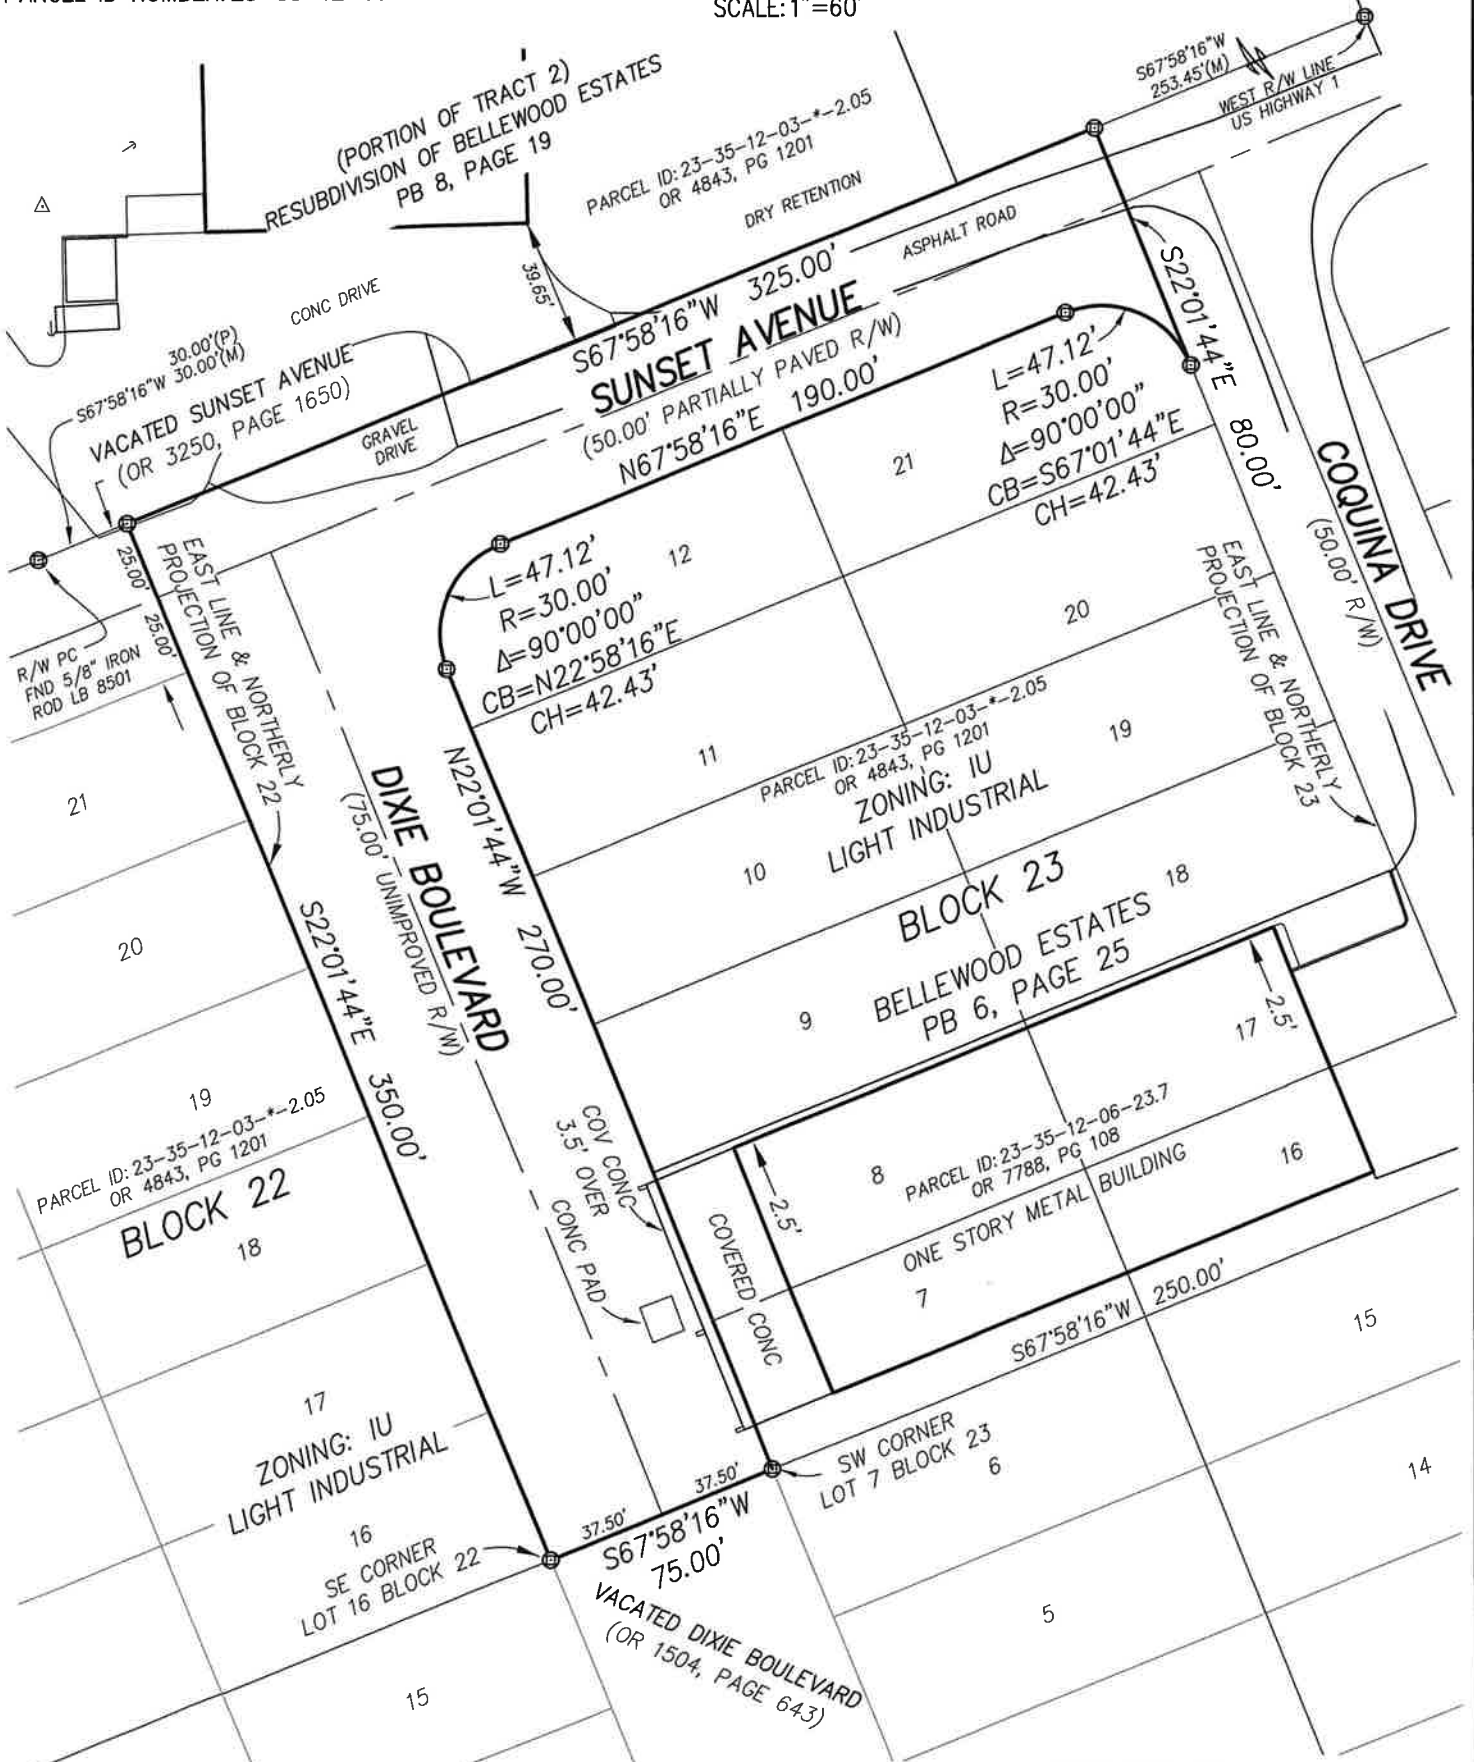 SCALE: 1"=60'
(PORTION OF TRACT 2)
RESUBDIVISION OF BELLEWOOD ESTATES
PB 8, PAGE 19
PARCEL ID: 23-35-12-03-*-2.05
OR 4843, PG 1201
DRY RETENTION
S67°58'16"W
253.45'(M)
WEST R/W LINE
US HIGHWAY 1
ASPHALT ROAD
39.65'
CONC DRIVE
30.00'(P)
S67°58'16"W 30.00'(M)
VACATED SUNSET AVENUE
(OR 3250, PAGE 1650)
GRAVEL
DRIVE
S67°58'16"W 325.00'
SUNSET AVENUE
(50.00' PARTIALLY PAVED R/W)
N67°58'16"E 190.00'
L=47.12'
R=30.00'
Δ=90°00'00"
CB=S67°01'44"E
CH=42.43'
S22°01'44"E 80.00'
COQUINA DRIVE
(50.00' R/W)
EAST LINE & NORTHERLY
PROJECTION OF BLOCK 23
25.00'
25.00'
EAST LINE & NORTHERLY
PROJECTION OF BLOCK 22
R/W PC
FND 5/8" IRON
ROD LB 8501
L=47.12'
R=30.00'
Δ=90°00'00"
CB=N22°58'16"E
CH=42.43'
12
21
20
11
19
PARCEL ID: 23-35-12-03-*-2.05
OR 4843, PG 1201
ZONING: IU
LIGHT INDUSTRIAL
10
BLOCK 23
18
BELLEWOOD ESTATES
PB 6, PAGE 25
9
17
2.5'
DIXIE BOULEVARD
(75.00' UNIMPROVED R/W)
N22°01'44"W 270.00'
S22°01'44"E 350.00'
21
20
19
PARCEL ID: 23-35-12-03-*-2.05
OR 4843, PG 1201
BLOCK 22
18
17
ZONING: IU
LIGHT INDUSTRIAL
16
SE CORNER
LOT 16 BLOCK 22
15
COV CONC
3.5' OVER
CONC PAD
COVERED CONC
2.5'
8
PARCEL ID: 23-35-12-06-23.7
OR 7788, PG 108
ONE STORY METAL BUILDING
16
7
S67°58'16"W 250.00'
15
SW CORNER
LOT 7 BLOCK 23
6
14
5
37.50'
37.50'
S67°58'16"W
75.00'
VACATED DIXIE BOULEVARD
(OR 1504, PAGE 643)